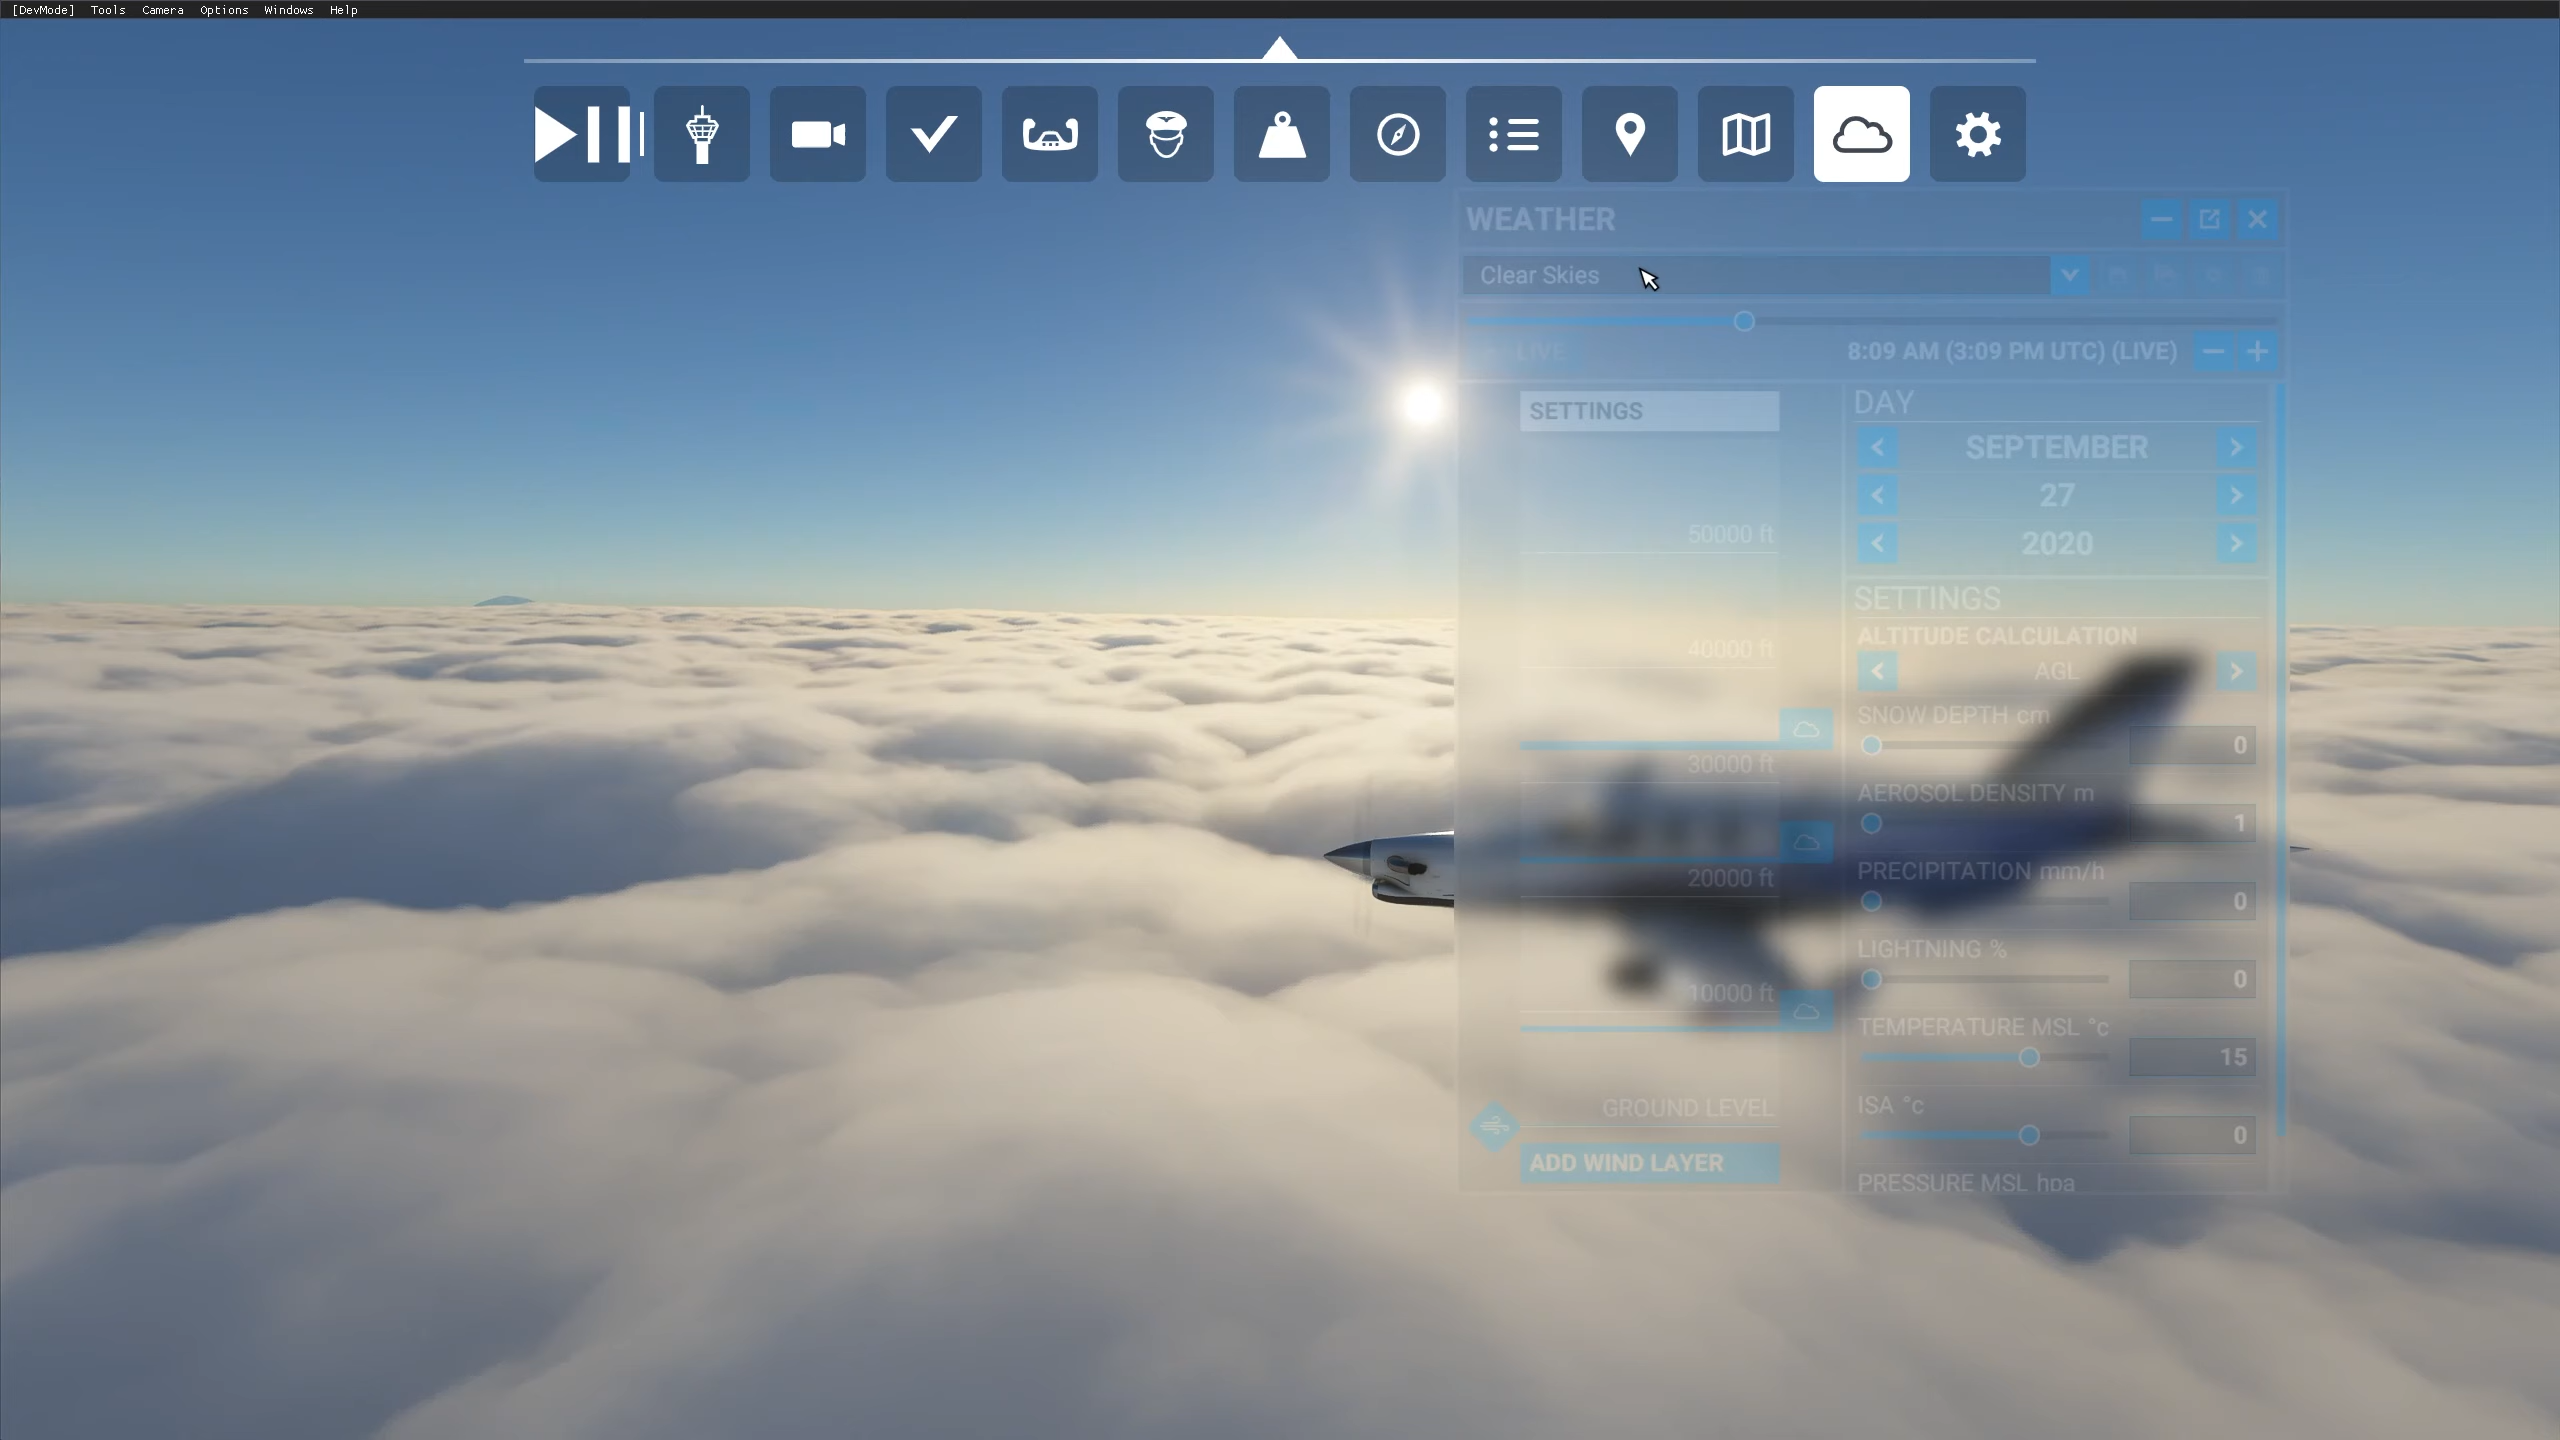 [DevMode] Tools Camera Options Windows Help
WEATHER
Clear Skies
LIVE
8:09 AM (3:09 PM UTC) (LIVE)
SETTINGS
50000 ft
40000 ft
30000 ft
20000 ft
10000 ft
GROUND LEVEL
ADD WIND LAYER
DAY
SEPTEMBER
27
2020
SETTINGS
ALTITUDE CALCULATION
AGL
SNOW DEPTH cm
0
AEROSOL DENSITY m
1
PRECIPITATION mm/h
0
LIGHTNING %
0
TEMPERATURE MSL °c
15
ISA °c
0
PRESSURE MSL hpa